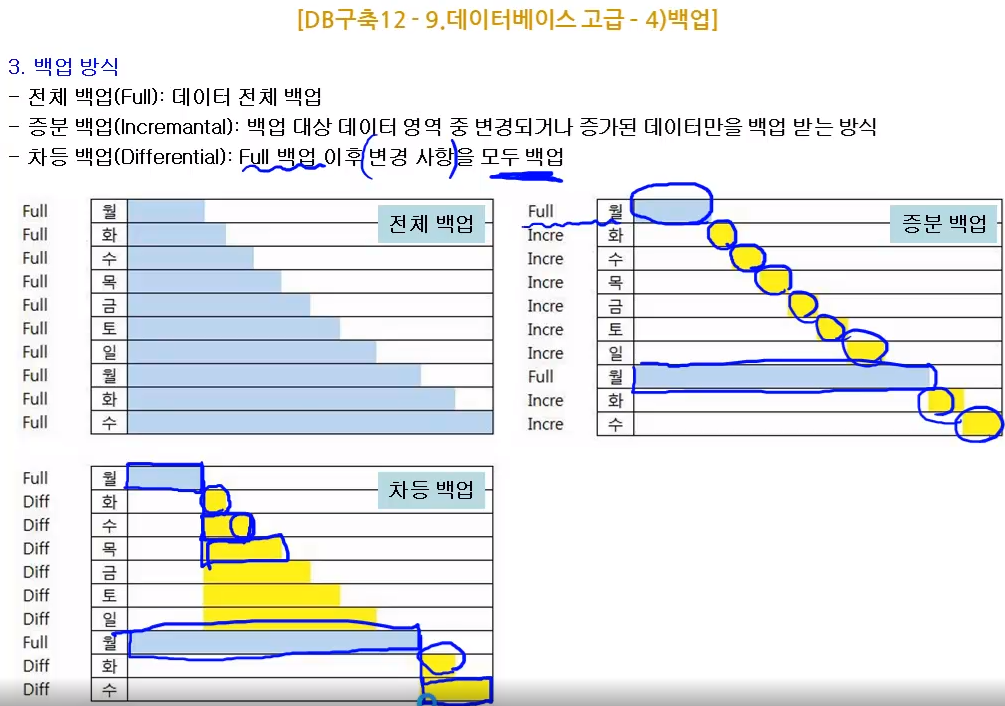 [DB구축12 - 9.데이터베이스 고급 - 4)백업]
3. 백업 방식
- 전체 백업(Full): 데이터 전체 백업
- 증분 백업(Incremantal): 백업 대상 데이터 영역 중 변경되거나 증가된 데이터만을 백업 받는 방식
- 차등 백업(Differential): Full 백업 이후 변경 사항을 모두 백업
전체 백업
Full 월
Full 화
Full 수
Full 목
Full 금
Full 토
Full 일
Full 월
Full 화
Full 수
증분 백업
Full 월
Incre 화
Incre 수
Incre 목
Incre 금
Incre 토
Incre 일
Full 월
Incre 화
Incre 수
차등 백업
Full 월
Diff 화
Diff 수
Diff 목
Diff 금
Diff 토
Diff 일
Full 월
Diff 화
Diff 수